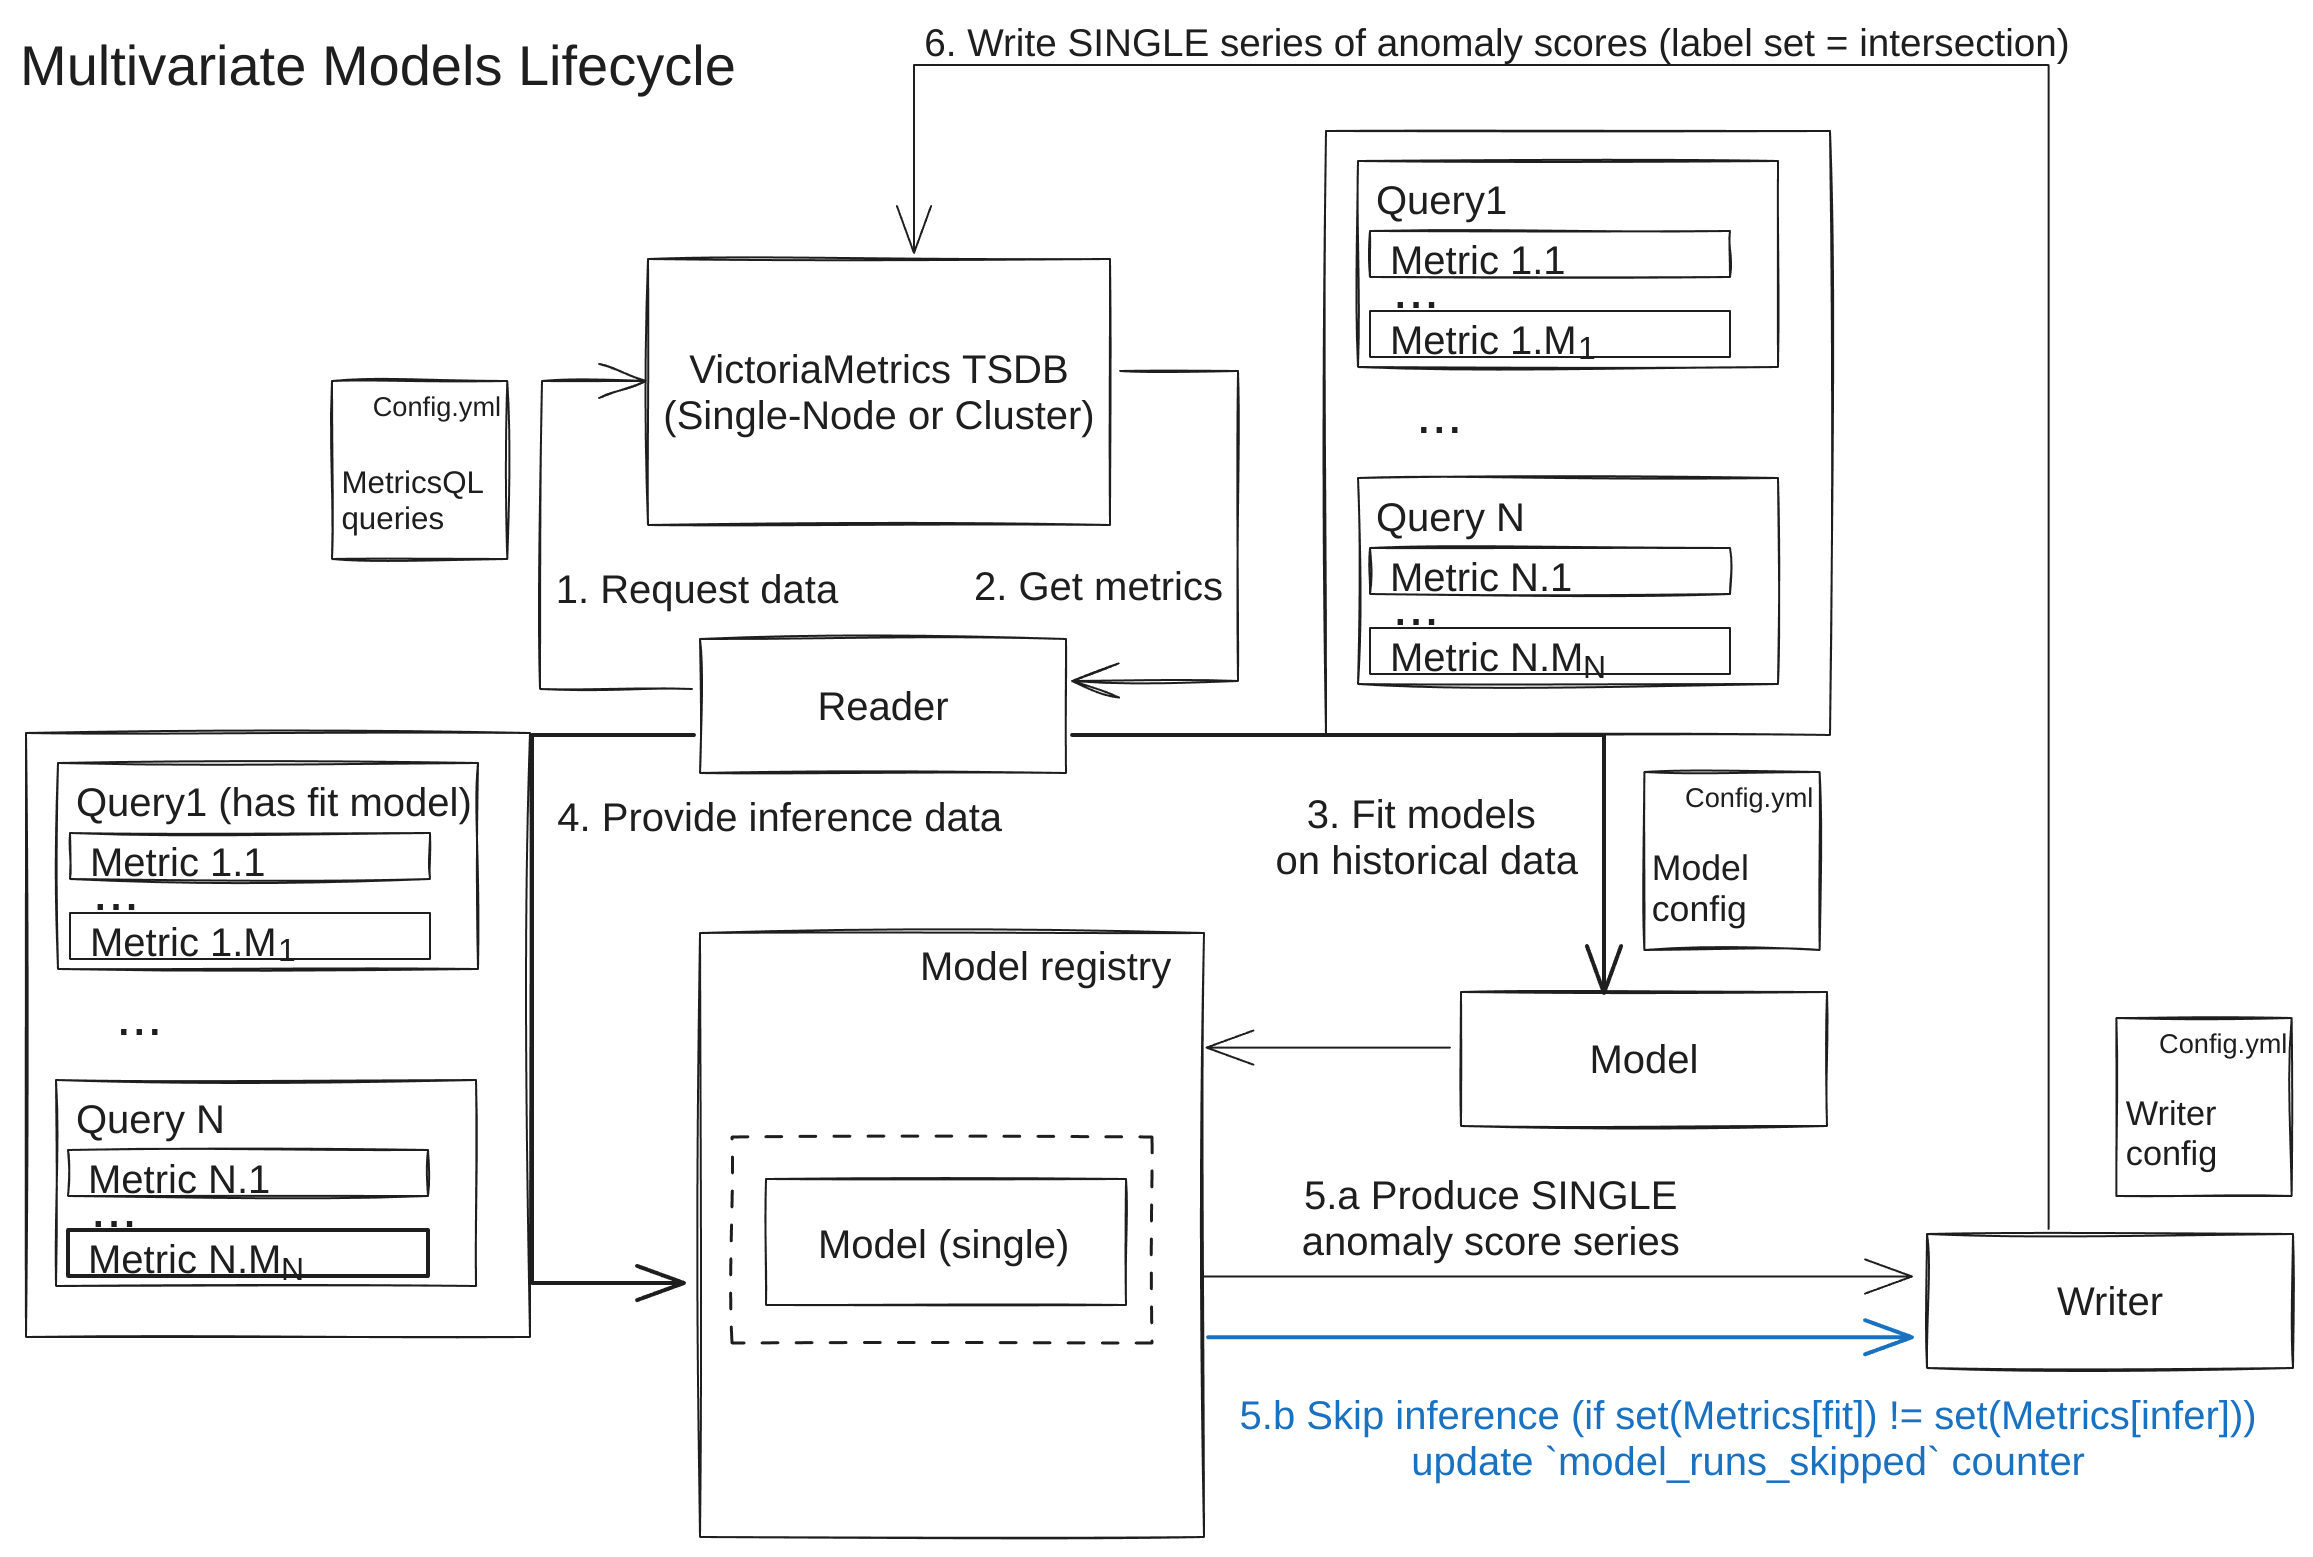 Multivariate Models Lifecycle
6. Write SINGLE series of anomaly scores (label set = intersection)
Query1
Metric 1.1
...
Metric 1.M1
...
Query N
Metric N.1
...
Metric N.MN
VictoriaMetrics TSDB
(Single-Node or Cluster)
Config.yml
MetricsQL
queries
1. Request data
2. Get metrics
Reader
Query1 (has fit model)
Metric 1.1
...
Metric 1.M1
...
Query N
Metric N.1
...
Metric N.MN
4. Provide inference data
3. Fit models
on historical data
Config.yml
Model
config
Model registry
Model
Model (single)
Config.yml
Writer
config
5.a Produce SINGLE
anomaly score series
Writer
5.b Skip inference (if set(Metrics[fit]) != set(Metrics[infer]))
update `model_runs_skipped` counter